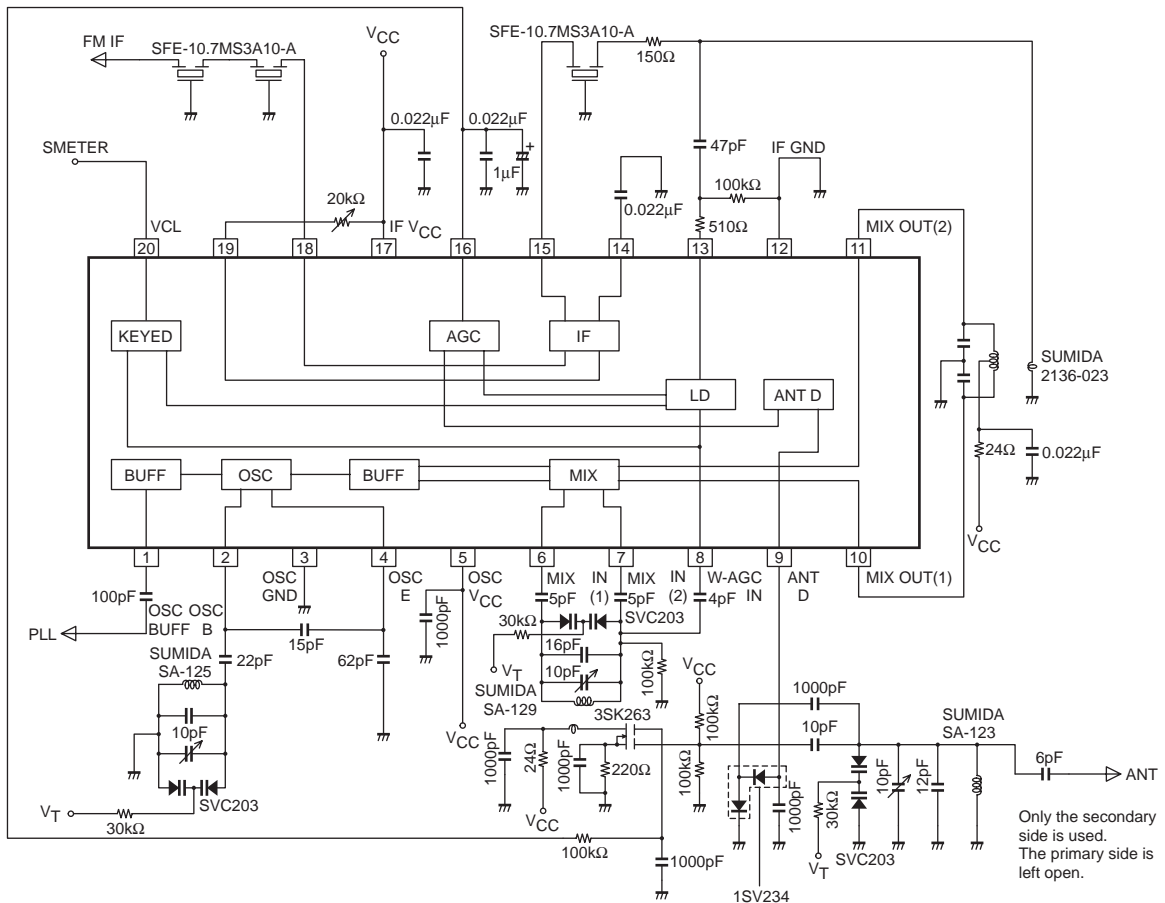 SFE-10.7MS3A10-A
FM IF
SFE-10.7MS3A10-A
VCC
150Ω
0.022μF
0.022μF
SMETER
47pF
IF GND
+
1μF
100kΩ
20kΩ
0.022μF
VCL
IF VCC
510Ω
MIX OUT(2)
20
19
18
17
16
15
14
13
12
11
KEYED
AGC
IF
SUMIDA
2136-023
LD
ANT D
24Ω
0.022μF
BUFF
OSC
BUFF
MIX
VCC
1
2
3
4
5
6
7
8
9
10
OSC
BUFF
OSC
B
OSC
GND
OSC
E
OSC
VCC
MIX
IN
(1)
MIX
IN
(2)
W-AGC
IN
ANT
D
MIX OUT(1)
100pF
PLL
15pF
1000pF
5pF
5pF
4pF
30kΩ
SVC203
SUMIDA
SA-125
22pF
62pF
16pF
VT
10pF
100kΩ
VCC
SUMIDA
SA-129
100kΩ
1000pF
10pF
3SK263
10pF
SUMIDA
SA-123
VCC
6pF
ANT
1000pF
24Ω
1000pF
220Ω
100kΩ
1000pF
30kΩ
10pF
12pF
SVC203
VT
30kΩ
VCC
Only the secondary
side is used.
The primary side is
left open.
SVC203
VT
100kΩ
1000pF
1SV234